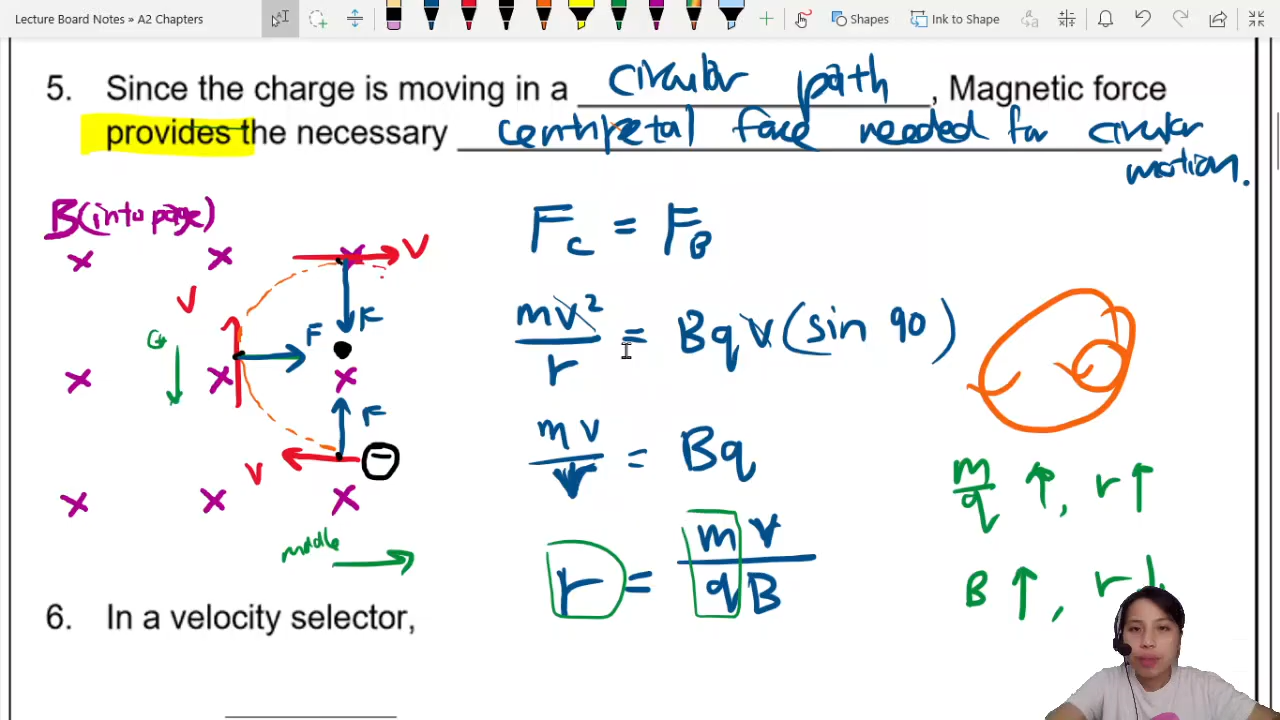 Lecture Board Notes » A2 Chapters
Shapes
Ink to Shape
5. Since the charge is moving in a circular path, Magnetic force
provides the necessary centripetal force needed for circular
motion.
B (into page)
V
V
F
F
F
V
middle
F_C = F_B
mv²/r = Bqv (sin 90)
mv/r = Bq
r = mv/qB
m/q ↑, r ↑
B ↑, r ↓
6. In a velocity selector,